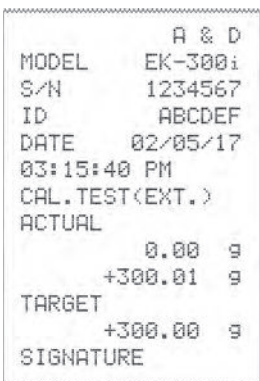 A & D
MODEL EK-300i
S/N 1234567
ID ABCDEF
DATE 02/05/17
03:15:40 PM
CAL.TEST(EXT.)
ACTUAL
0.00 g
+300.01 g
TARGET
+300.00 g
SIGNATURE